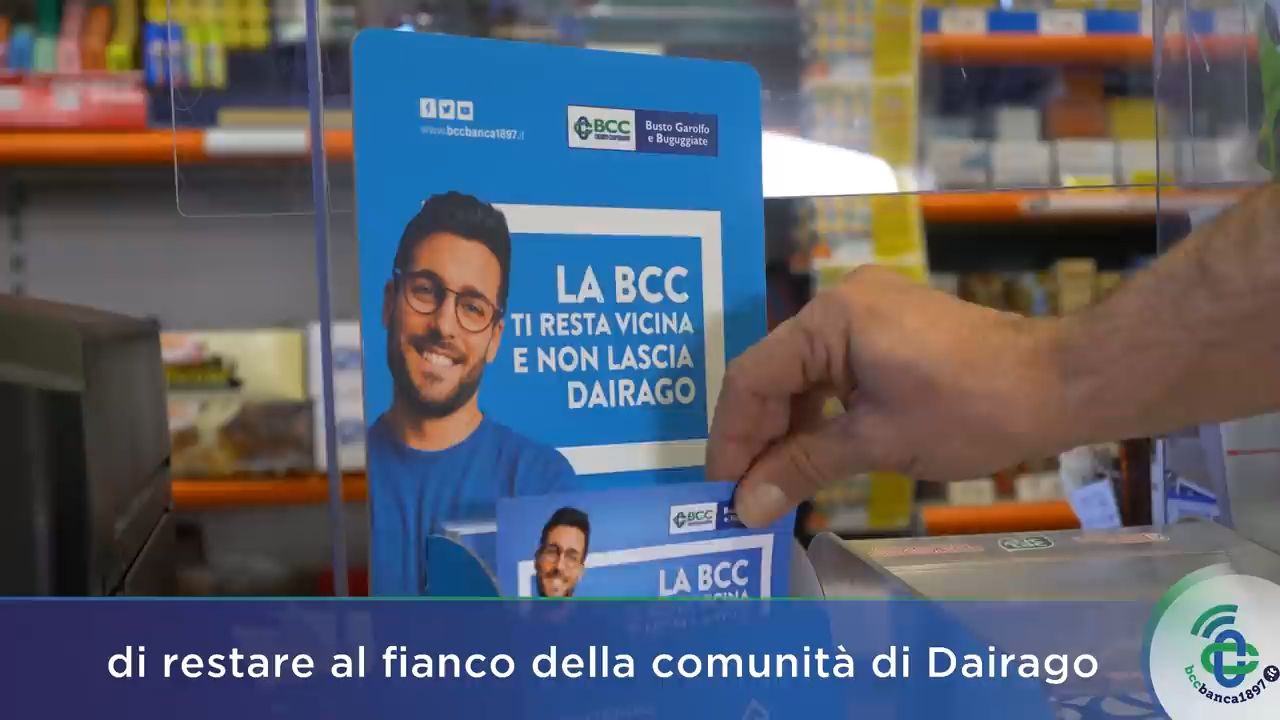 www.bccbanca1897.it
BCC
Busto Garolfo
e Buguggiate
LA BCC
TI RESTA VICINA
E NON LASCIA
DAIRAGO
BCC
LA BCC
di restare al fianco della comunità di Dairago
bccbanca1897.it